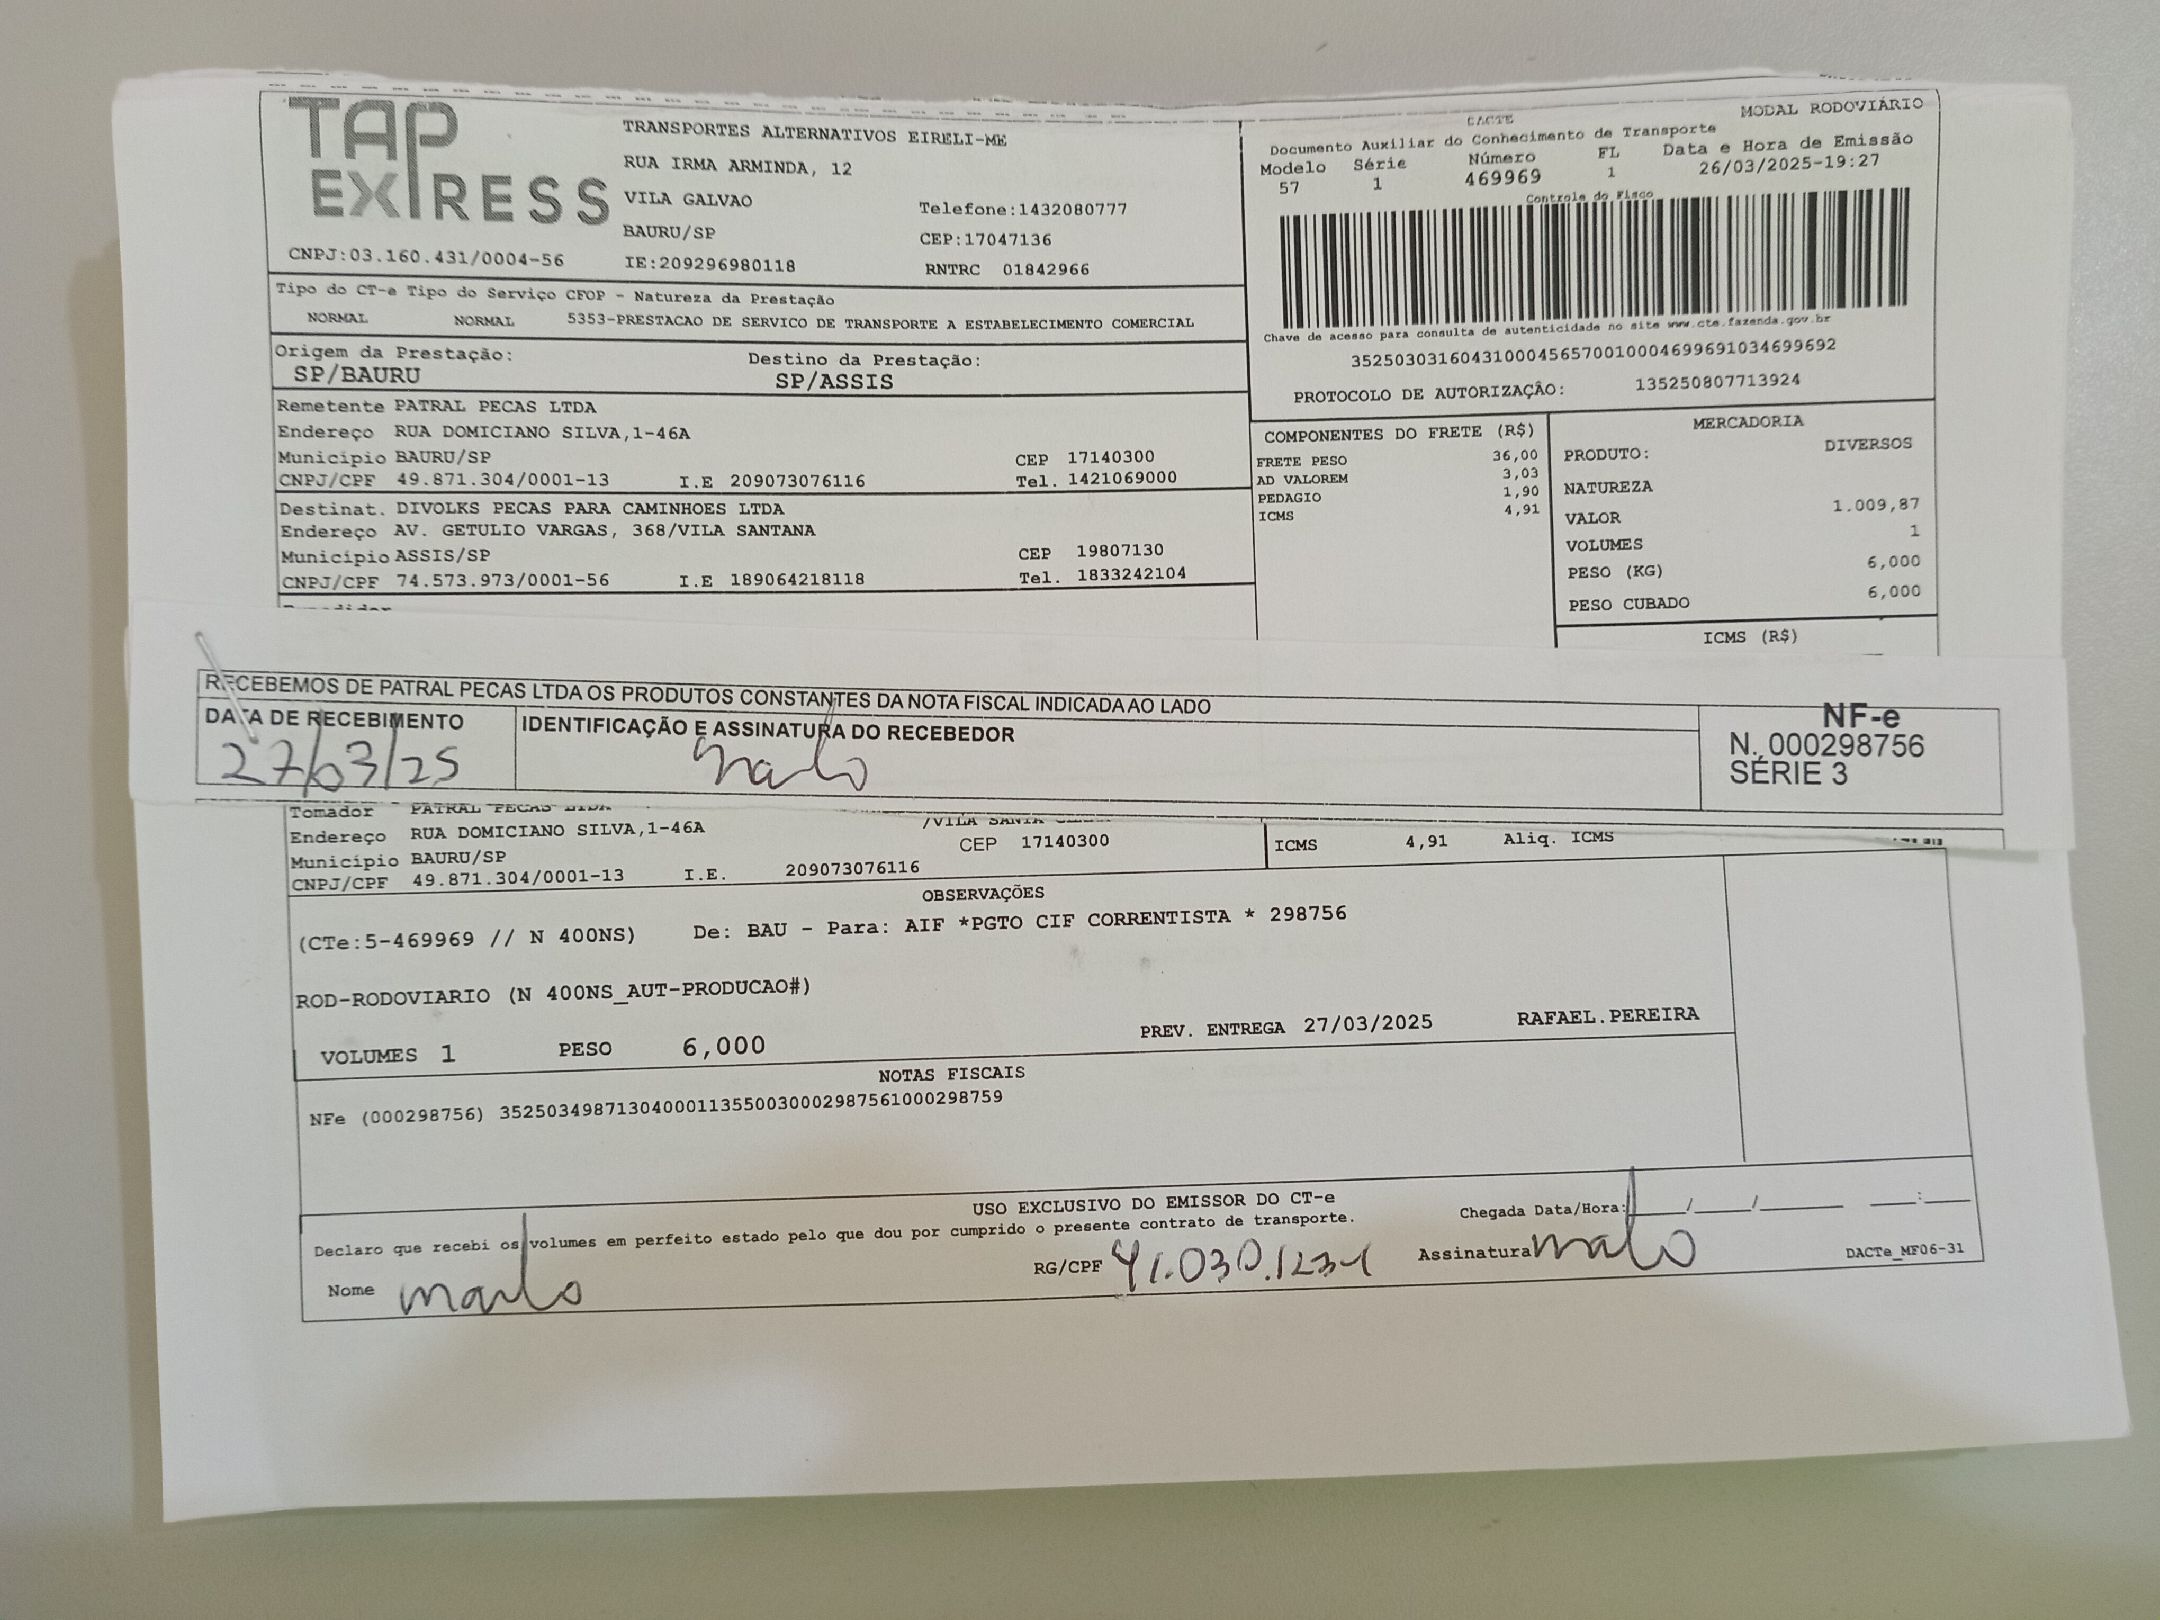 TAP EXPRESS
TRANSPORTES ALTERNATIVOS EIRELI-ME
RUA IRMA ARMINDA, 12
VILA GALVAO
Telefone:1432080777
BAURU/SP
CEP:17047136
CNPJ:03.160.431/0004-56
IE:209296980118
RNTRC 01842966
DACTE
MODAL RODOVIÁRIO
Documento Auxiliar do Conhecimento de Transporte
Modelo Série Número FL Data e Hora de Emissão
57 1 469969 1 26/03/2025-19:27
Controle do Fisco
Chave de acesso para consulta de autenticidade no site www.cte.fazenda.gov.br
35250303160431000456570010004699691034699692
PROTOCOLO DE AUTORIZAÇÃO: 135250807713924
Tipo do CT-e Tipo do Serviço CFOP - Natureza da Prestação
NORMAL NORMAL 5353-PRESTACAO DE SERVICO DE TRANSPORTE A ESTABELECIMENTO COMERCIAL
Origem da Prestação: Destino da Prestação:
SP/BAURU SP/ASSIS
Remetente PATRAL PECAS LTDA
Endereço RUA DOMICIANO SILVA,1-46A
Município BAURU/SP CEP 17140300
CNPJ/CPF 49.871.304/0001-13 I.E 209073076116 Tel. 1421069000
Destinat. DIVOLKS PECAS PARA CAMINHOES LTDA
Endereço AV. GETULIO VARGAS, 368/VILA SANTANA
Município ASSIS/SP CEP 19807130
CNPJ/CPF 74.573.973/0001-56 I.E 189064218118 Tel. 1833242104
COMPONENTES DO FRETE (R$)
FRETE PESO 36,00
AD VALOREM 3,03
PEDAGIO 1,90
ICMS 4,91
MERCADORIA
PRODUTO: DIVERSOS
NATUREZA
VALOR 1.009,87
VOLUMES 1
PESO (KG) 6,000
PESO CUBADO 6,000
ICMS (R$)
RECEBEMOS DE PATRAL PECAS LTDA OS PRODUTOS CONSTANTES DA NOTA FISCAL INDICADA AO LADO
DATA DE RECEBIMENTO IDENTIFICAÇÃO E ASSINATURA DO RECEBEDOR
27/03/25
NF-e
N. 000298756
SÉRIE 3
Tomador PATRAL PECAS LTDA
Endereço RUA DOMICIANO SILVA,1-46A
Município BAURU/SP CEP 17140300
CNPJ/CPF 49.871.304/0001-13 I.E. 209073076116
ICMS 4,91 Aliq. ICMS
OBSERVAÇÕES
(CTe:5-469969 // N 400NS) De: BAU - Para: AIF *PGTO CIF CORRENTISTA * 298756
ROD-RODOVIARIO (N 400NS_AUT-PRODUCAO#)
VOLUMES 1 PESO 6,000 PREV. ENTREGA 27/03/2025 RAFAEL.PEREIRA
NOTAS FISCAIS
NFe (000298756) 35250349871304000113550030002987561000298759
USO EXCLUSIVO DO EMISSOR DO CT-e
Declaro que recebi os volumes em perfeito estado pelo que dou por cumprido o presente contrato de transporte.
Chegada Data/Hora: ____/____/______ ___:___
Nome RG/CPF 41.030.123-1 Assinatura DACTe_MF06-31